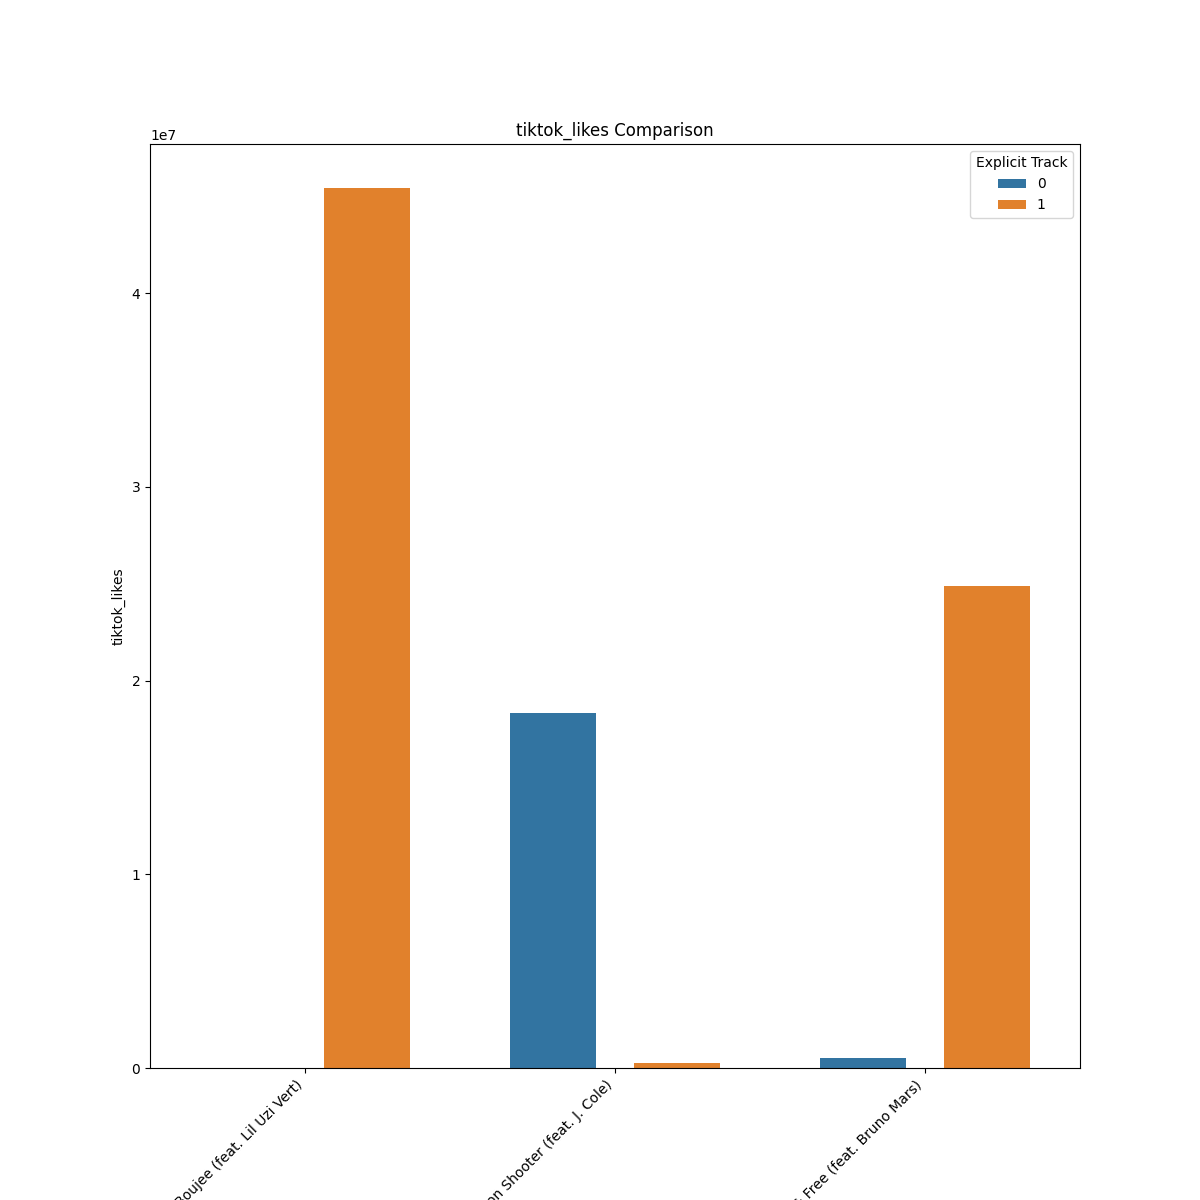 tiktok_likes Comparison
1e7
Explicit Track
0
1
4
3
2
1
0
tiktok_likes
Boujee (feat. Lil Uzi Vert)
on Shooter (feat. J. Cole)
Free (feat. Bruno Mars)